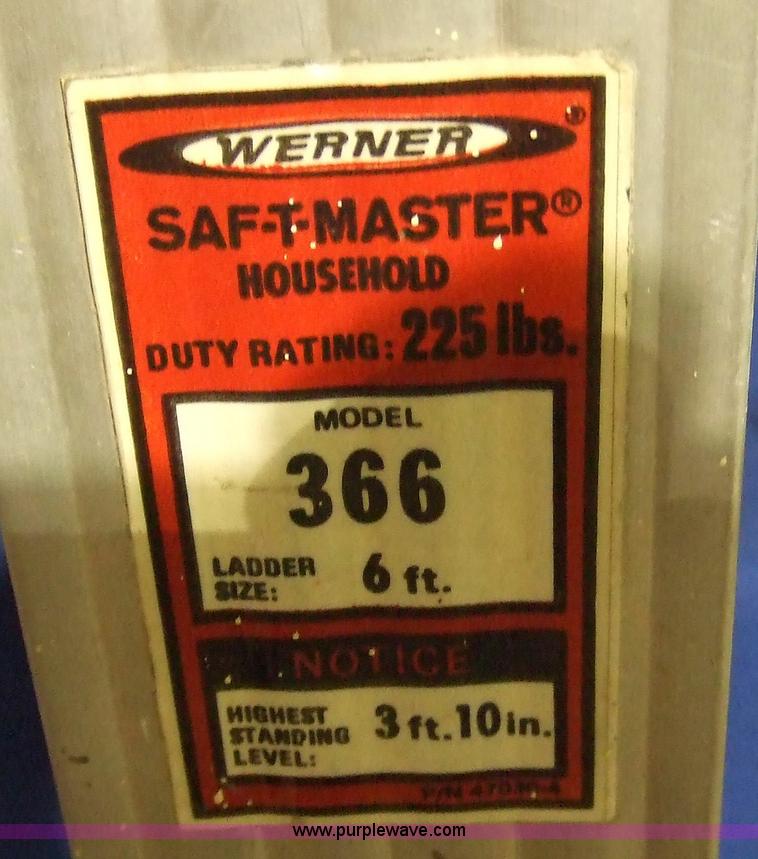 WERNER ®
SAF-T-MASTER®
HOUSEHOLD
DUTY RATING: 225 lbs.
MODEL
366
LADDER
SIZE: 6 ft.
NOTICE
HIGHEST
STANDING
LEVEL: 3 ft. 10 in.
P/N
www.purplewave.com